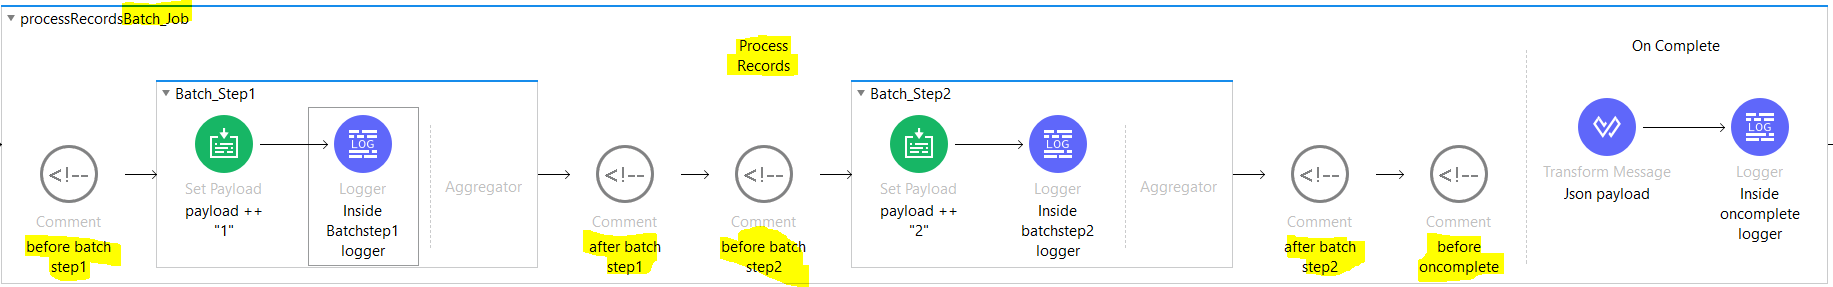 processRecordsBatch_Job
Process
Records
On Complete
Batch_Step1
Batch_Step2
<!--
Comment
before batch
step1
Set Payload
payload ++
"1"
LOG
Logger
Inside
Batchstep1
logger
Aggregator
<!--
Comment
after batch
step1
<!--
Comment
before batch
step2
Set Payload
payload ++
"2"
LOG
Logger
Inside
batchstep2
logger
Aggregator
<!--
Comment
after batch
step2
<!--
Comment
before
oncomplete
Transform Message
Json payload
LOG
Logger
Inside
oncomplete
logger